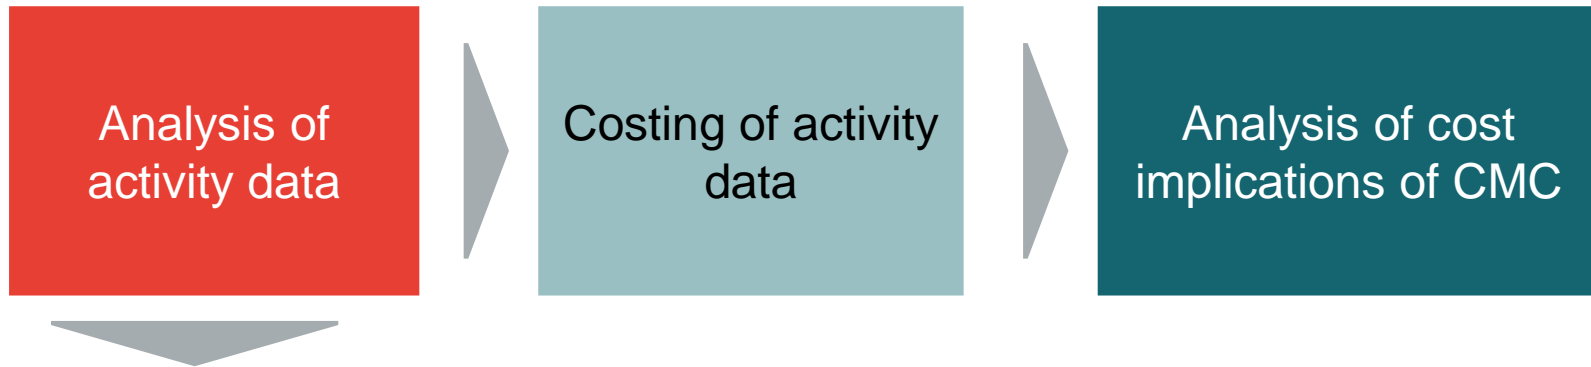 Analysis of
activity data
Costing of activity
data
Analysis of cost
implications of CMC